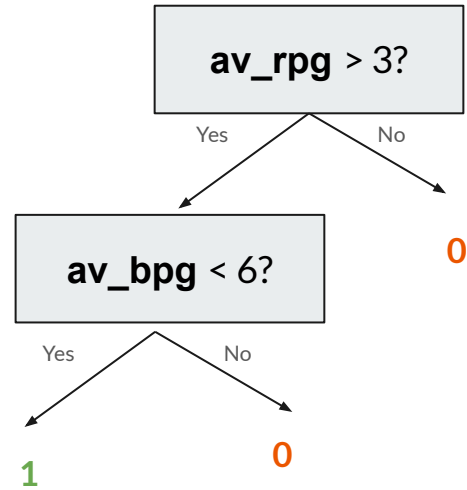 av_rpg > 3?
Yes
No
0
av_bpg < 6?
Yes
No
0
1